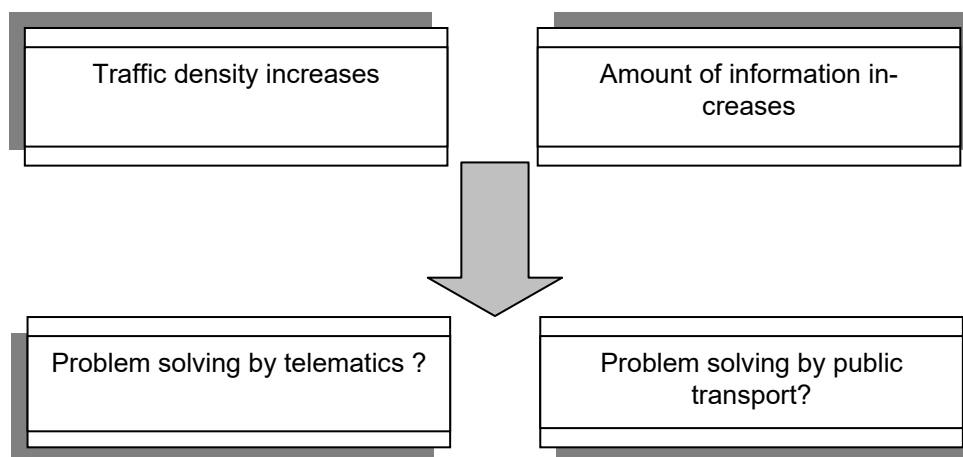 Traffic density increases
Amount of information in-
creases
Problem solving by telematics ?
Problem solving by public
transport?